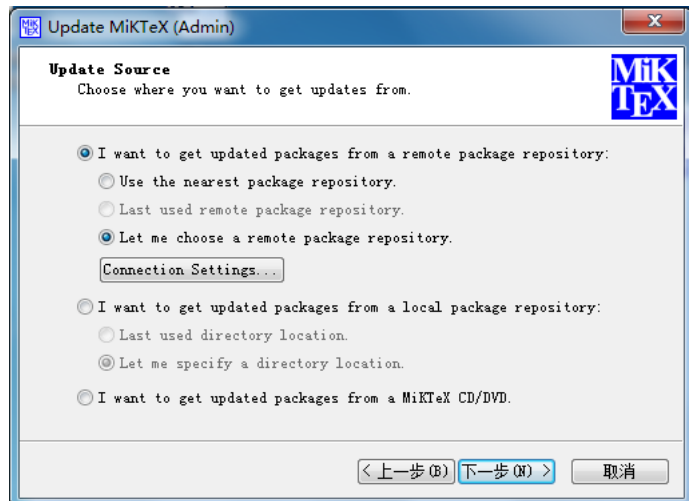 MiK
TEX
Update MiKTeX (Admin)
Update Source
Choose where you want to get updates from.
MiK
TEX
I want to get updated packages from a remote package repository:
Use the nearest package repository.
Last used remote package repository.
Let me choose a remote package repository.
Connection Settings...
I want to get updated packages from a local package repository:
Last used directory location.
Let me specify a directory location.
I want to get updated packages from a MiKTeX CD/DVD.
< 上一步(B) 下一步(N) > 取消